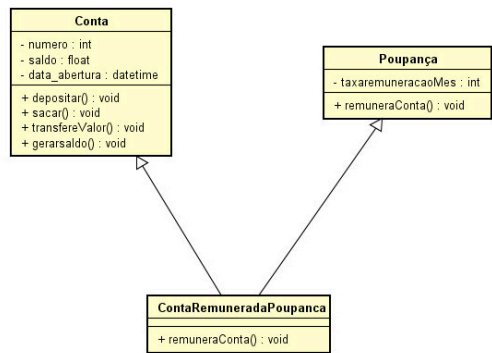 Conta
- numero : int
- saldo : float
- data_abertura : datetime
+ depositar() : void
+ sacar() : void
+ transfereValor() : void
+ gerarsaldo() : void
Poupança
- taxaremuneracaoMes : int
+ remuneraConta() : void
ContaRemuneradaPoupanca
+ remuneraConta() : void